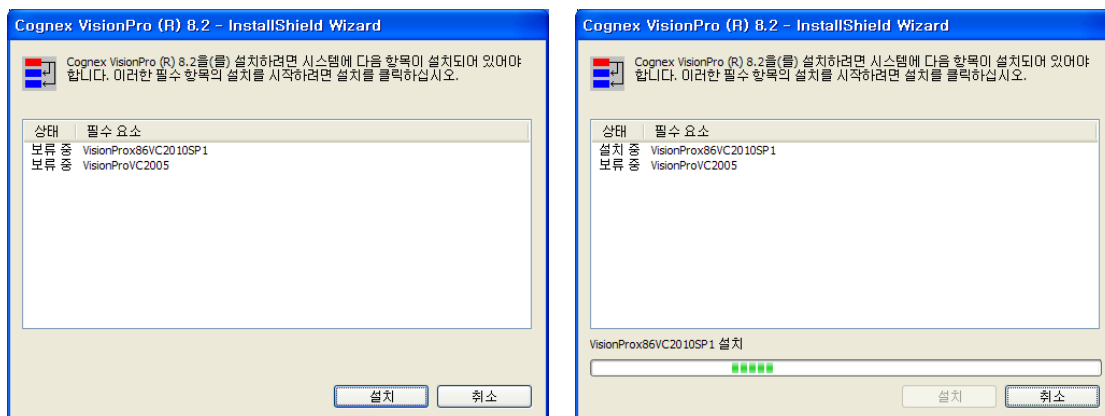 Cognex VisionPro (R) 8.2 - InstallShield Wizard
Cognex VisionPro (R) 8.2을(를) 설치하려면 시스템에 다음 항목이 설치되어 있어야
합니다. 이러한 필수 항목의 설치를 시작하려면 설치를 클릭하십시오.
상태 필수 요소
보류 중 VisionProx86VC2010SP1
보류 중 VisionProVC2005
설치 취소
Cognex VisionPro (R) 8.2 - InstallShield Wizard
Cognex VisionPro (R) 8.2을(를) 설치하려면 시스템에 다음 항목이 설치되어 있어야
합니다. 이러한 필수 항목의 설치를 시작하려면 설치를 클릭하십시오.
상태 필수 요소
설치 중 VisionProx86VC2010SP1
보류 중 VisionProVC2005
VisionProx86VC2010SP1 설치
설치 취소